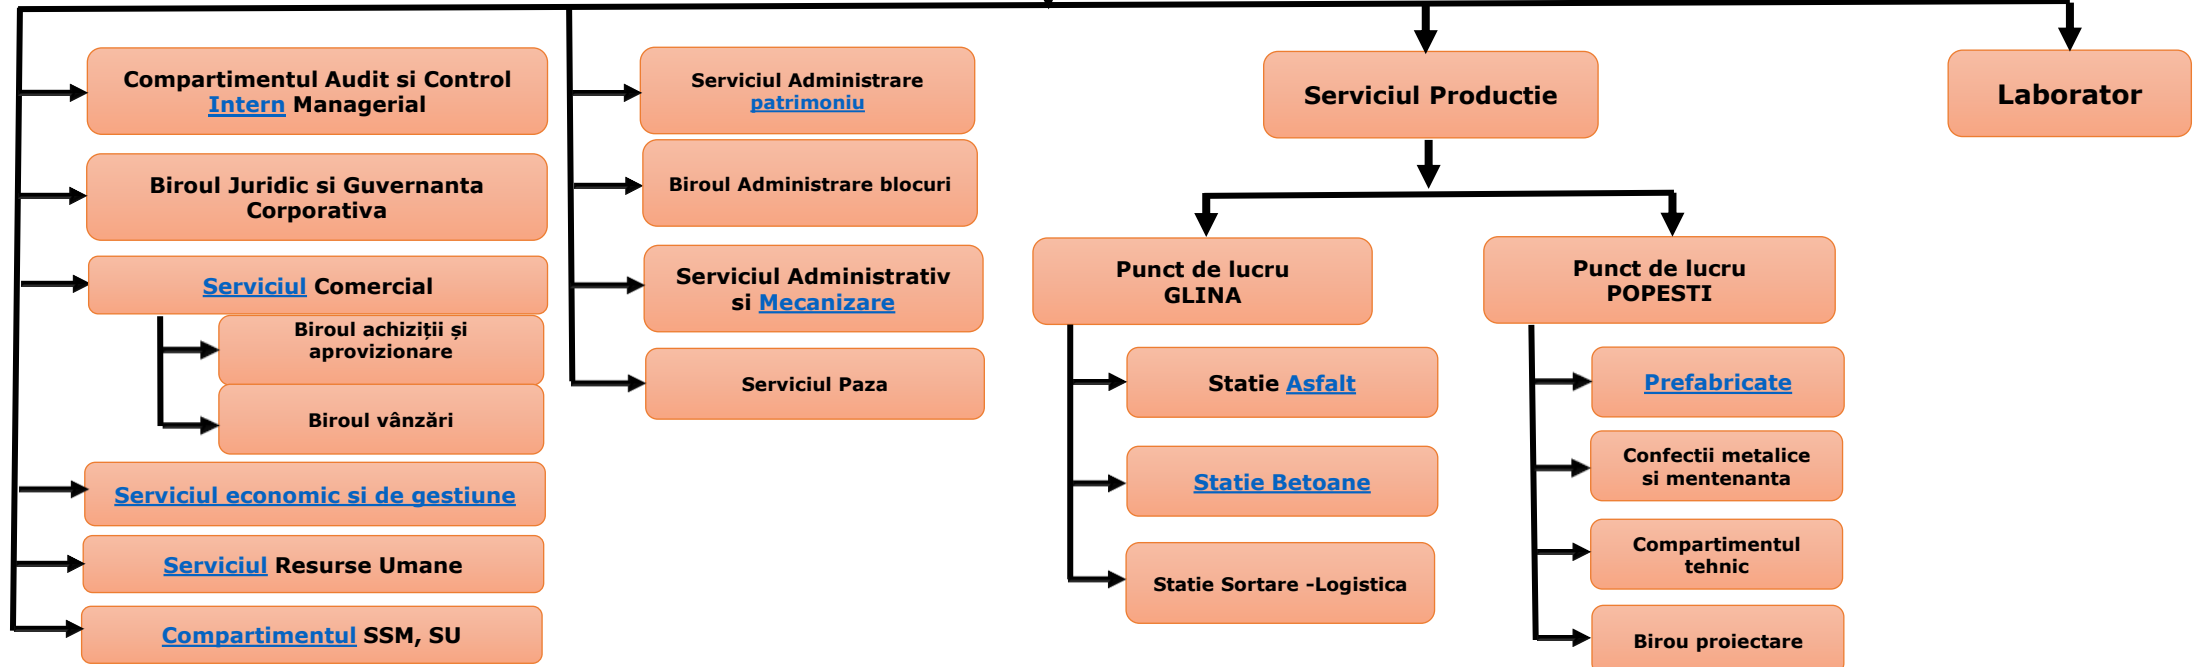 Compartimentul Audit si Control
Intern Managerial
Biroul Juridic si Guvernanta
Corporativa
Serviciul Comercial
Biroul achiziții și
aprovizionare
Biroul vânzări
Serviciul economic si de gestiune
Serviciul Resurse Umane
Compartimentul SSM, SU
Serviciul Administrare
patrimoniu
Biroul Administrare blocuri
Serviciul Administrativ
si Mecanizare
Serviciul Paza
Serviciul Productie
Punct de lucru
GLINA
Statie Asfalt
Statie Betoane
Statie Sortare -Logistica
Punct de lucru
POPESTI
Prefabricate
Confectii metalice
si mentenanta
Compartimentul
tehnic
Birou proiectare
Laborator